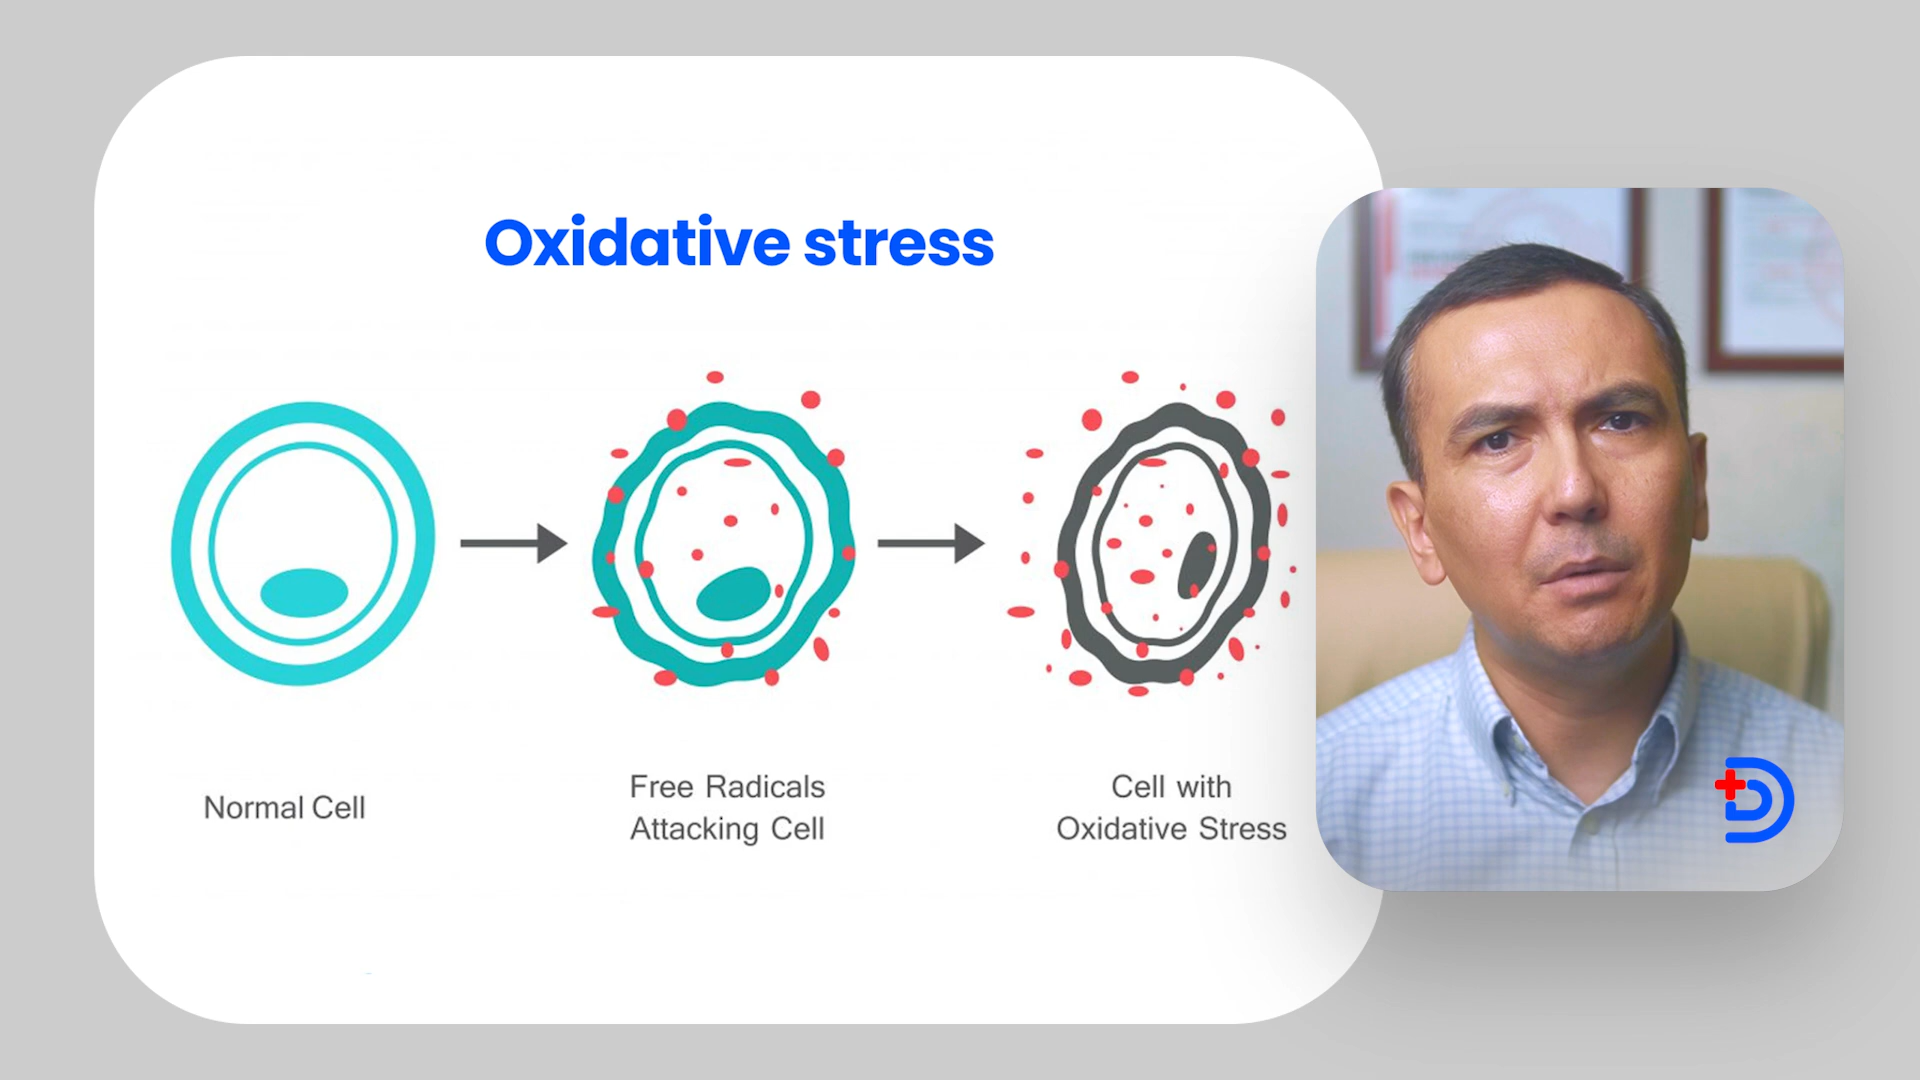 Oxidative stress
Normal Cell
Free Radicals
Attacking Cell
Cell with
Oxidative Stress